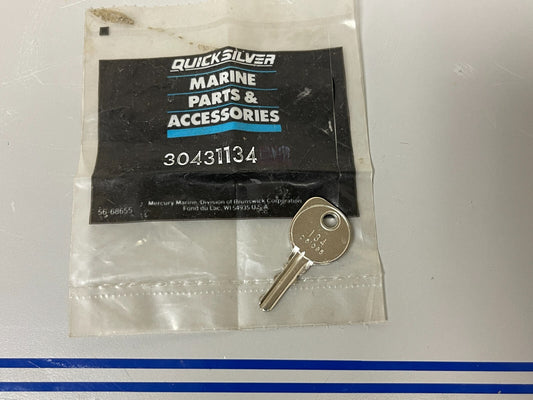 QUICKSILVER
MARINE
PARTS &
ACCESSORIES
30431134
Mercury Marine, Division of Brunswick Corporation
56-68655 Fond du Lac, WI 54935 U.S.A.
134